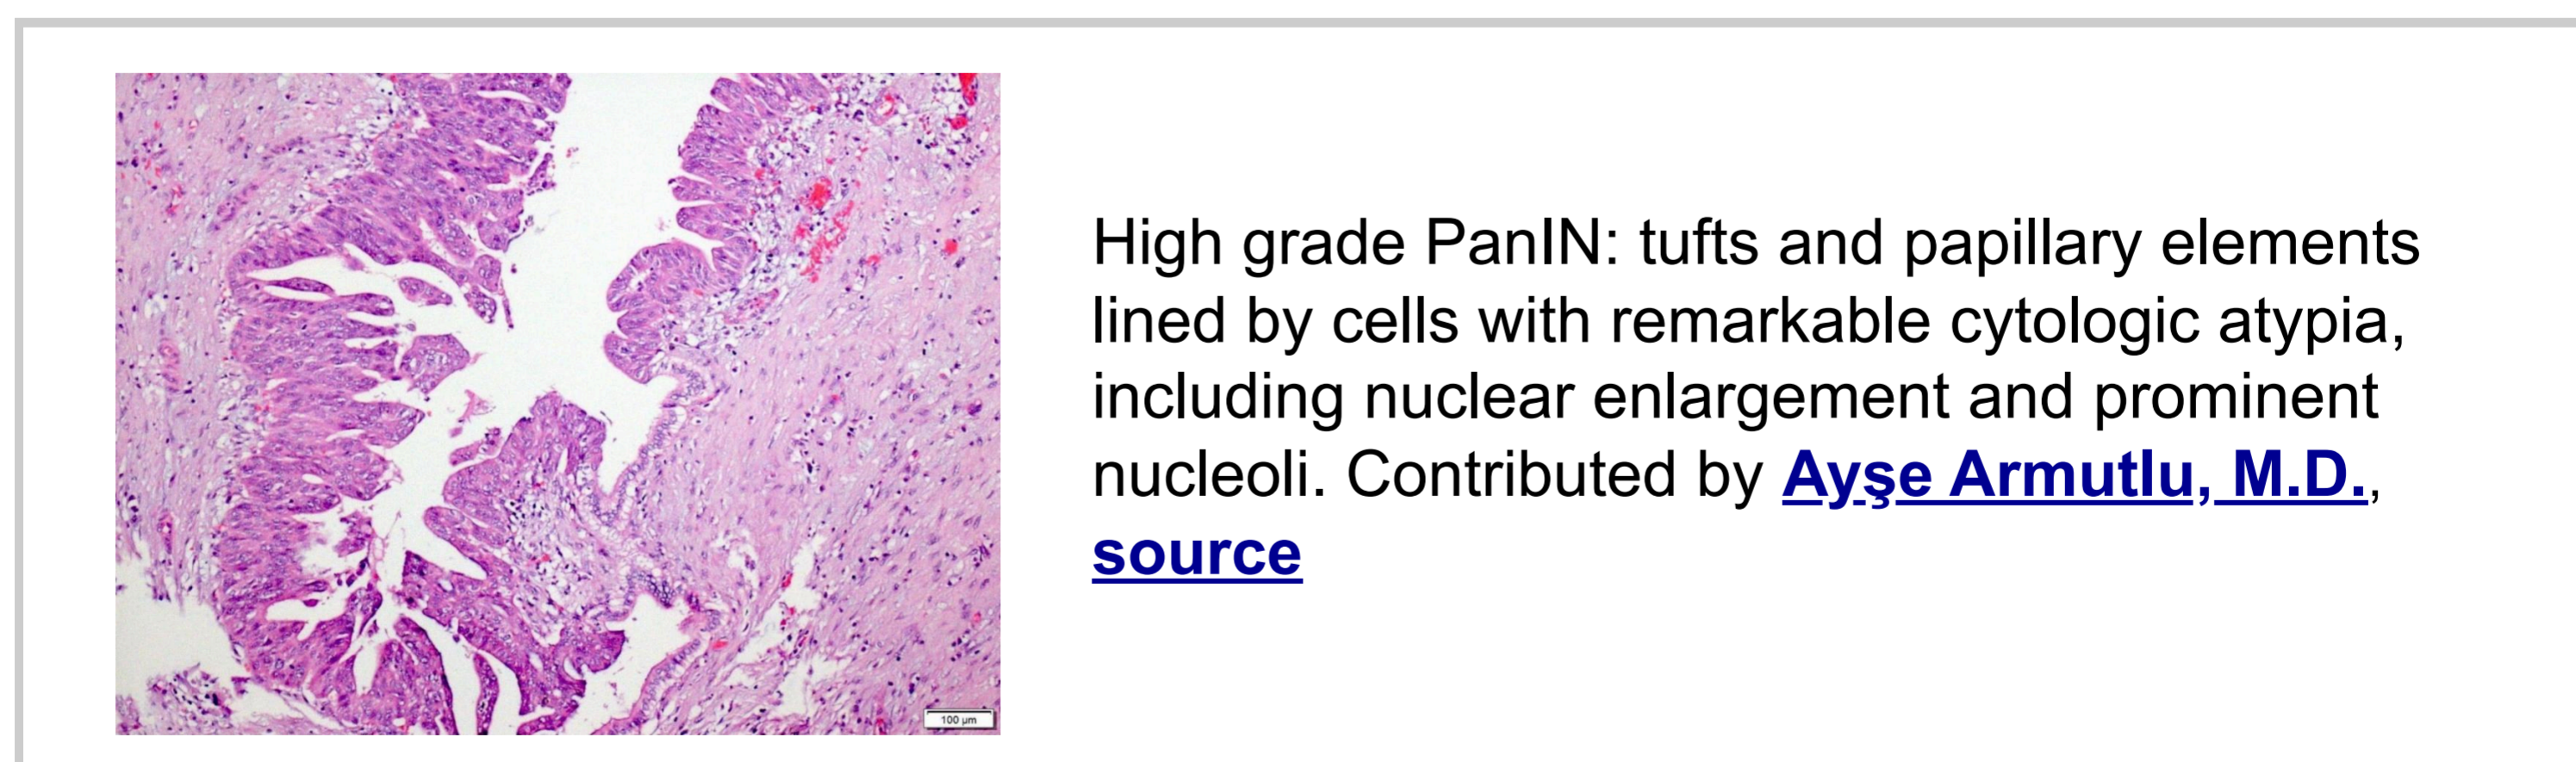 High grade PanIN: tufts and papillary elements
lined by cells with remarkable cytologic atypia,
including nuclear enlargement and prominent
nucleoli. Contributed by Ayşe Armutlu, M.D.,
source
100 µm